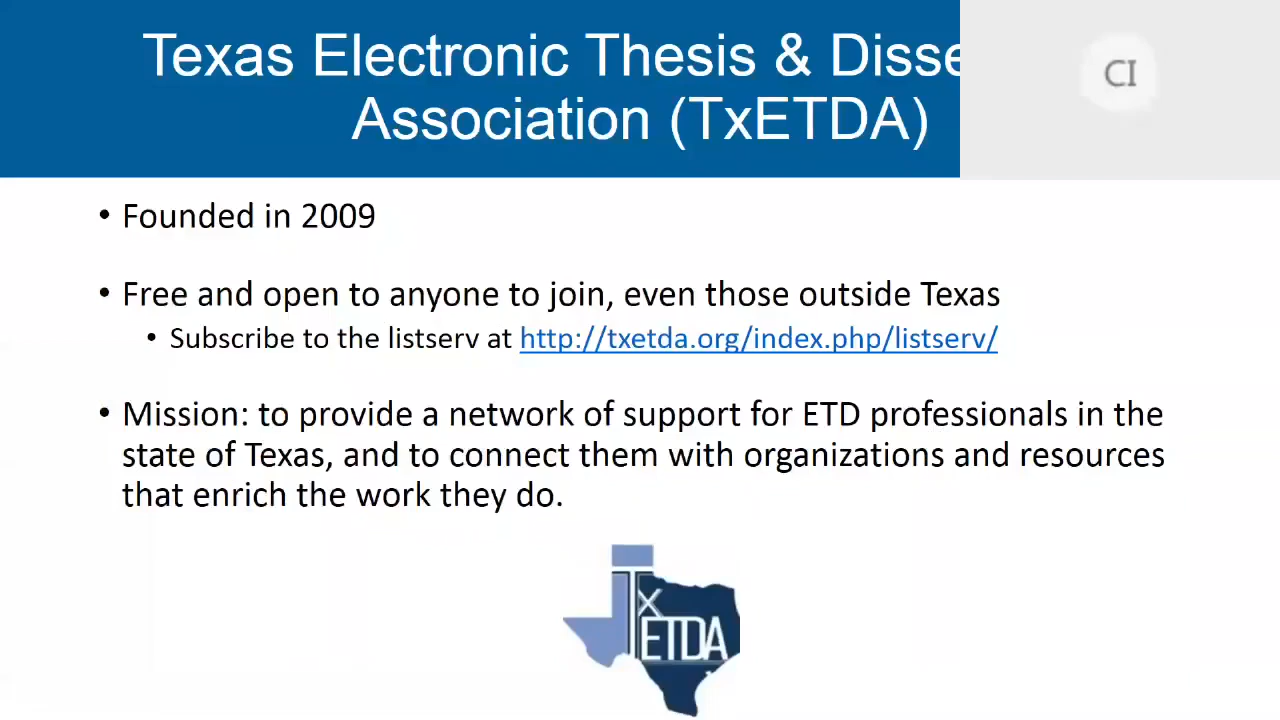 Texas Electronic Thesis & Disse
CI
Association (TxETDA)
• Founded in 2009
• Free and open to anyone to join, even those outside Texas
• Subscribe to the listserv at http://txetda.org/index.php/listserv/
• Mission: to provide a network of support for ETD professionals in the
state of Texas, and to connect them with organizations and resources
that enrich the work they do.
Tx
ETDA